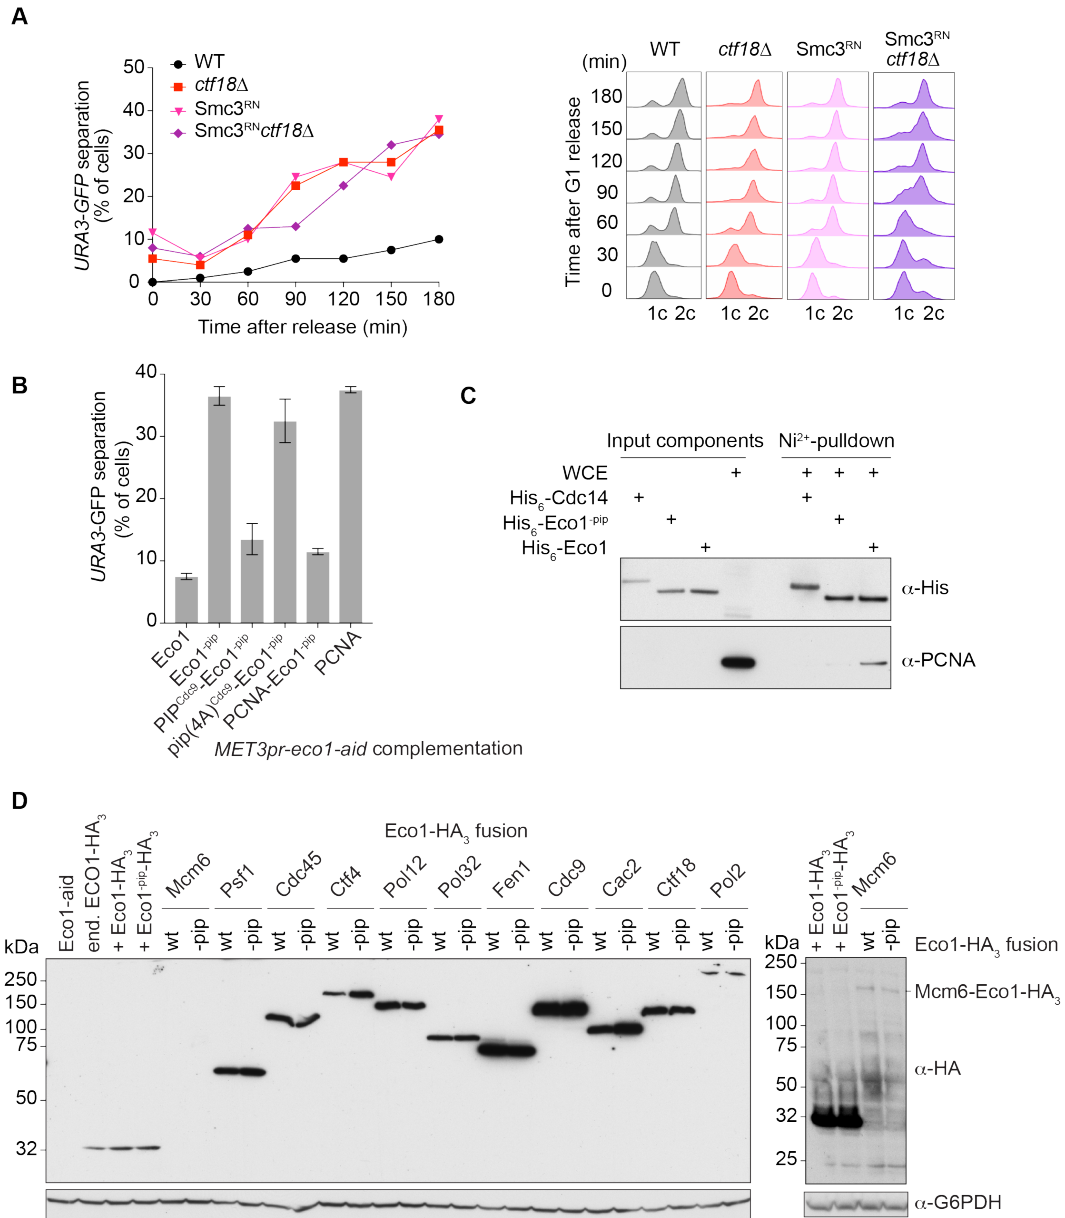 A
WT
ctf18Δ
Smc3RN
Smc3RNctf18Δ
URA3-GFP separation
(% of cells)
50
40
30
20
10
0
0 30 60 90 120 150 180
Time after release (min)
(min)
WT
ctf18Δ
Smc3RN
Smc3RN
ctf18Δ
Time after G1 release
180
150
120
90
60
30
0
1c 2c 1c 2c 1c 2c 1c 2c
B
URA3-GFP separation
(% of cells)
40
30
20
10
0
Eco1
Eco1-pip
PIPCdc9-Eco1-pip
pip(4A)Cdc9-Eco1-pip
PCNA-Eco1-pip
PCNA
MET3pr-eco1-aid complementation
C
Input components
Ni2+-pulldown
WCE + + + +
His6-Cdc14 + +
His6-Eco1-pip + +
His6-Eco1 + +
α-His
α-PCNA
D
Eco1-HA3 fusion
Eco1-aid
end. ECO1-HA3
+ Eco1-HA3
+ Eco1-pip-HA3
Mcm6
Psf1
Cdc45
Ctf4
Pol12
Pol32
Fen1
Cdc9
Cac2
Ctf18
Pol2
wt -pip wt -pip wt -pip wt -pip wt -pip wt -pip wt -pip wt -pip wt -pip wt -pip wt -pip
kDa
250
150
100
75
50
32
+ Eco1-HA3
+ Eco1-pip-HA3
Mcm6
wt -pip
Eco1-HA3 fusion
kDa
250
150
100
75
50
32
25
Mcm6-Eco1-HA3
α-HA
α-G6PDH